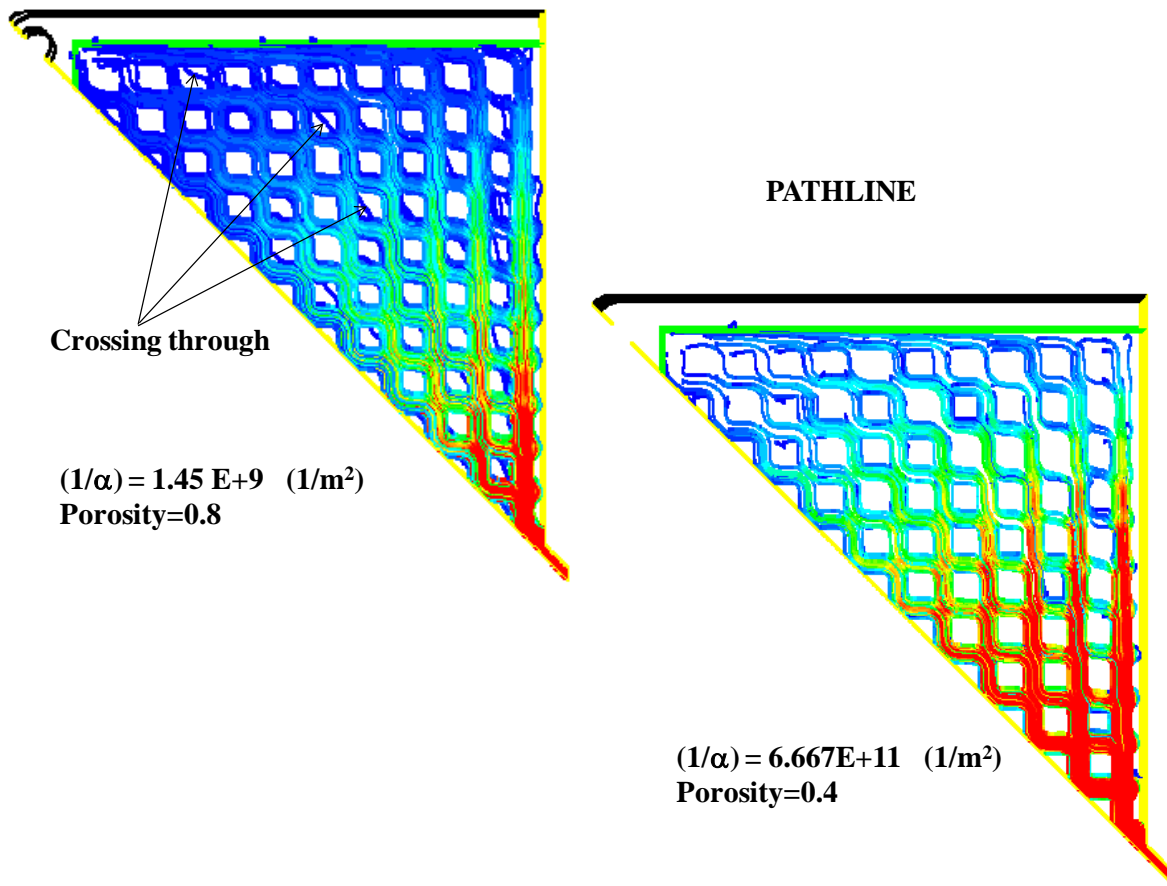 PATHLINE
Crossing through
(1/α) = 1.45 E+9 (1/m²)
Porosity=0.8
(1/α) = 6.667E+11 (1/m²)
Porosity=0.4